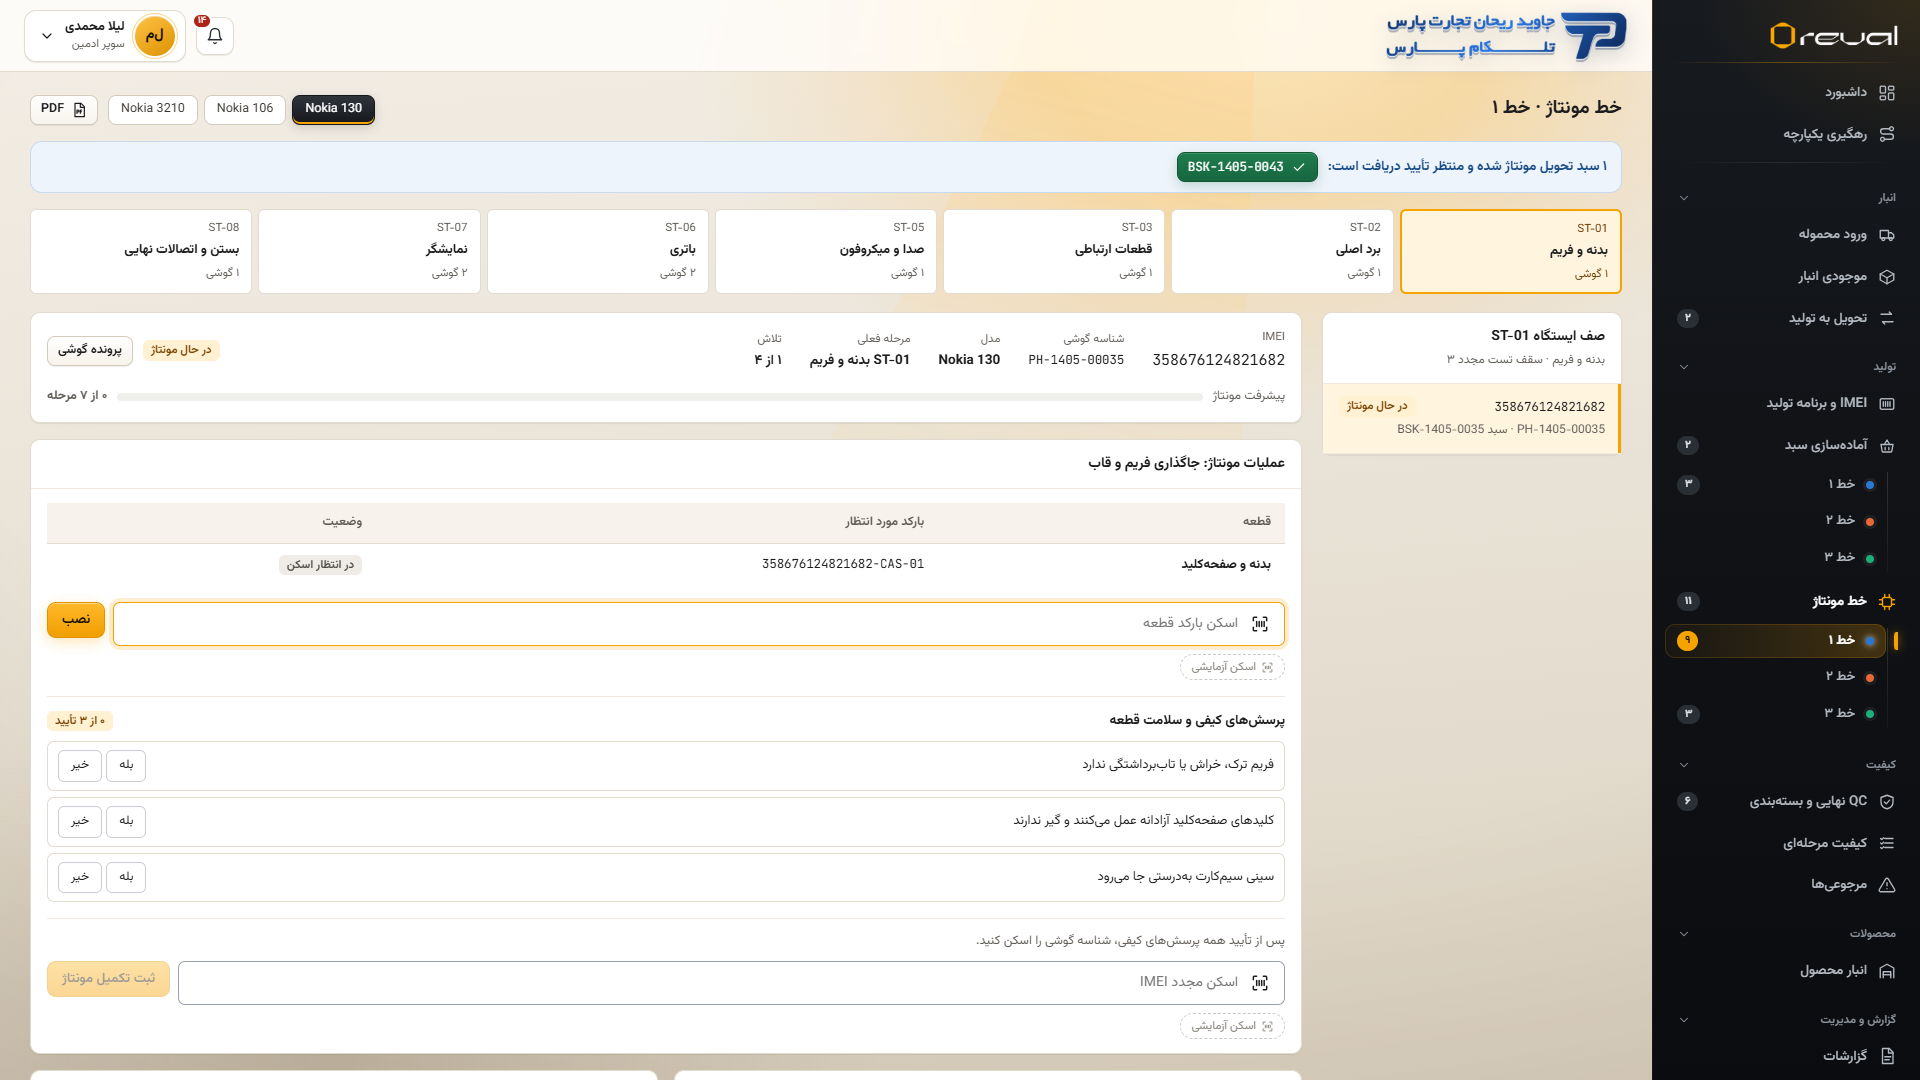 reval
داشبورد
رهگیری یکپارچه
انبار
ورود محموله
موجودی انبار
تحویل به تولید ۲
تولید
IMEI و برنامه تولید
آماده‌سازی سبد ۲
خط ۱ ۳
خط ۲
خط ۳
خط مونتاژ ۱۱
خط ۱ ۹
خط ۲
خط ۳ ۳
کیفیت
QC نهایی و بسته‌بندی ۶
کیفیت مرحله‌ای
مرجوعی‌ها
محصولات
انبار محصول
گزارش و مدیریت
گزارشات
جاوید ریحان تجارت پارس
تلکام پارس
۱۴
لیلا محمدی
سوپر ادمین
ل‌م
خط مونتاژ · خط ۱
Nokia 130
Nokia 106
Nokia 3210
PDF
۱ سبد تحویل مونتاژ شده و منتظر تأیید دریافت است:
BSK-1405-0043
ST-01
بدنه و فریم
۱ گوشی
ST-02
برد اصلی
۱ گوشی
ST-03
قطعات ارتباطی
۱ گوشی
ST-05
صدا و میکروفون
۱ گوشی
ST-06
باتری
۲ گوشی
ST-07
نمایشگر
۲ گوشی
ST-08
بستن و اتصالات نهایی
۱ گوشی
صف ایستگاه ST-01
بدنه و فریم · سقف تست مجدد ۳
358676124821682 در حال مونتاژ
PH-1405-00035 · سبد BSK-1405-0035
IMEI
358676124821682
شناسه گوشی
PH-1405-00035
مدل
Nokia 130
مرحله فعلی
ST-01 بدنه و فریم
تلاش
۱ از ۴
در حال مونتاژ
پرونده گوشی
پیشرفت مونتاژ
۰ از ۷ مرحله
عملیات مونتاژ: جاگذاری فریم و قاب
قطعه بارکد مورد انتظار وضعیت
بدنه و صفحه‌کلید 358676124821682-CAS-01 در انتظار اسکن
اسکن بارکد قطعه
نصب
اسکن آزمایشی
پرسش‌های کیفی و سلامت قطعه
۰ از ۳ تأیید
فریم ترک، خراش یا تاب‌برداشتگی ندارد بله خیر
کلیدهای صفحه‌کلید آزادانه عمل می‌کنند و گیر ندارند بله خیر
سینی سیم‌کارت به‌درستی جا می‌رود بله خیر
پس از تأیید همه پرسش‌های کیفی، شناسه گوشی را اسکن کنید.
اسکن مجدد IMEI
ثبت تکمیل مونتاژ
اسکن آزمایشی